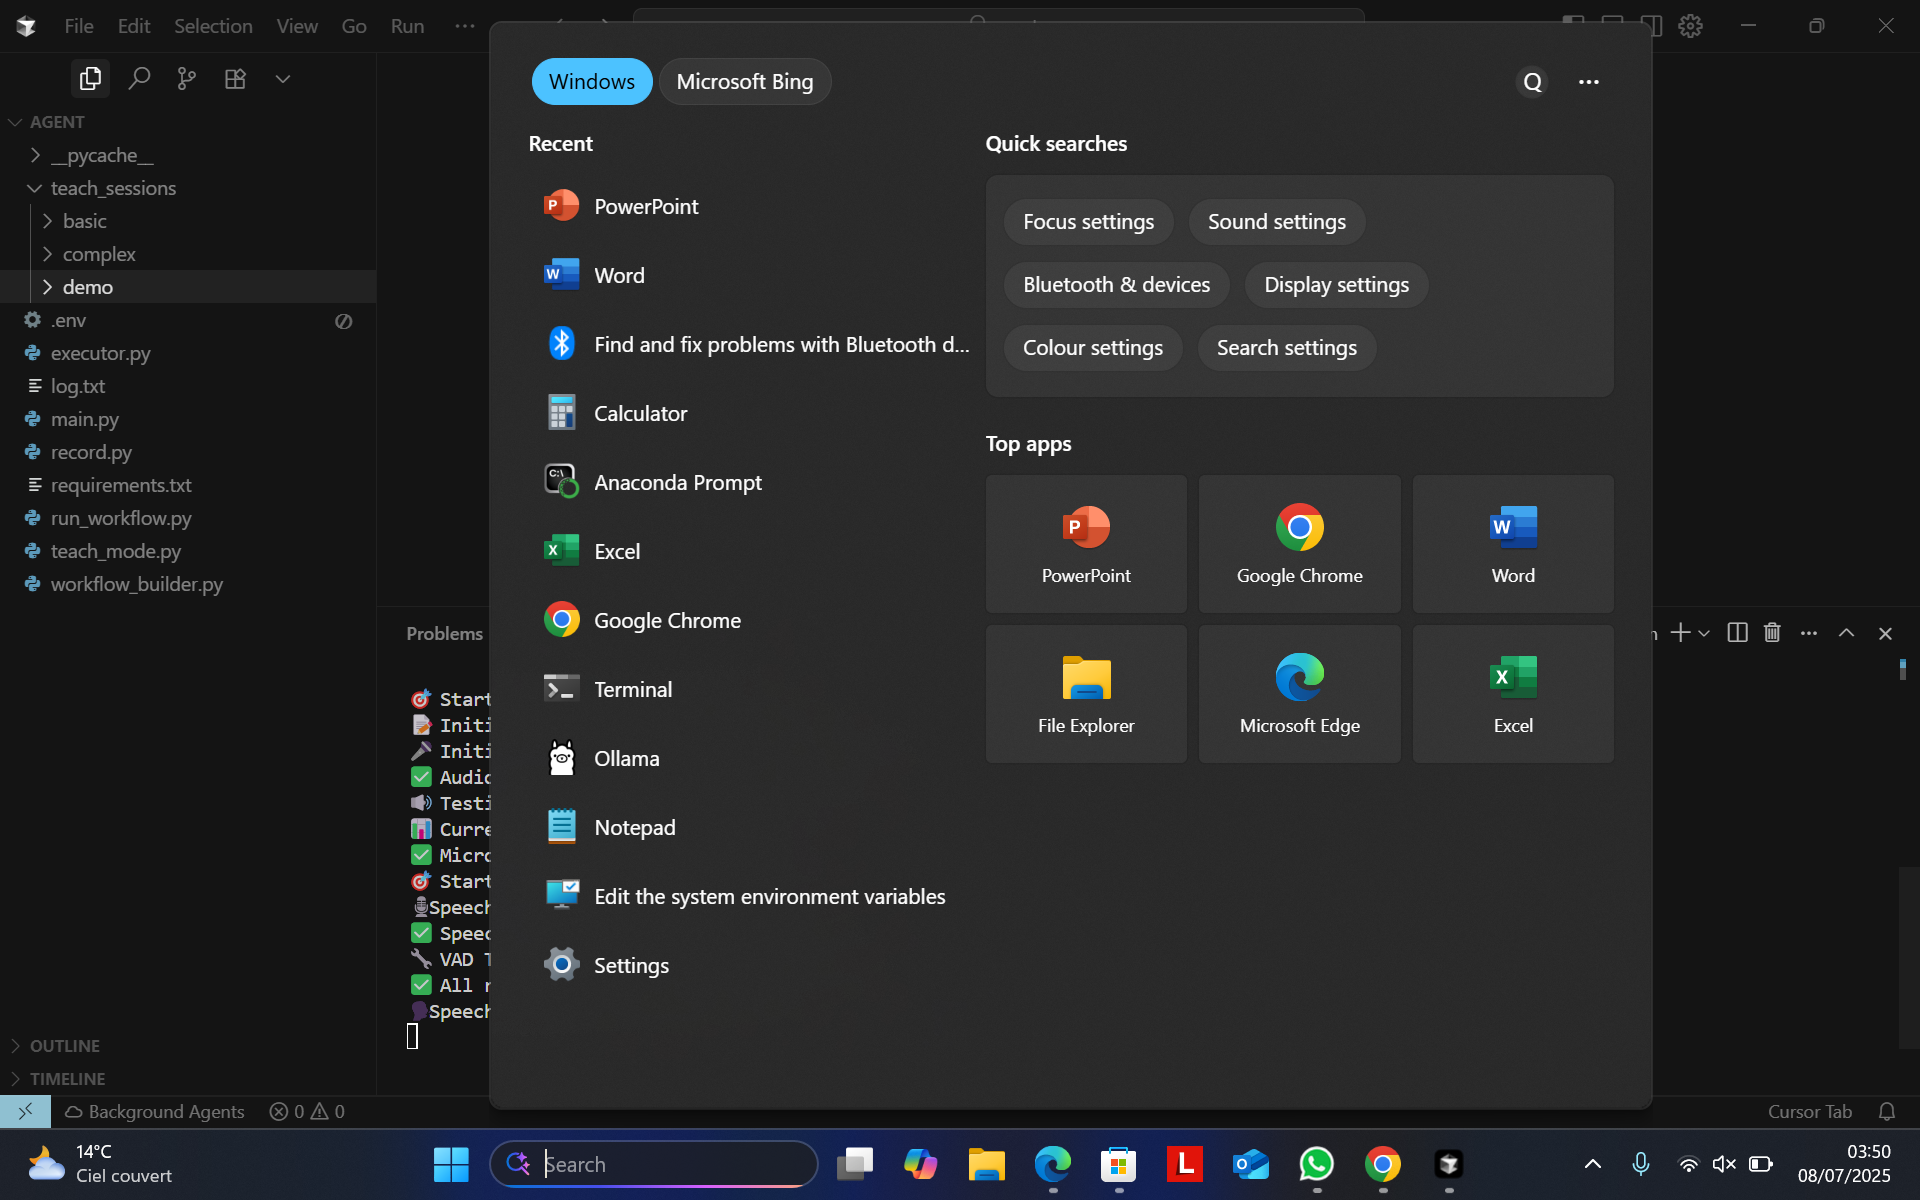 File Edit Selection View Go Run
AGENT
__pycache__
teach_sessions
basic
complex
demo
.env
executor.py
log.txt
main.py
record.py
requirements.txt
run_workflow.py
teach_mode.py
workflow_builder.py
OUTLINE
TIMELINE
Windows Microsoft Bing
Q
Recent
PowerPoint
Word
Find and fix problems with Bluetooth d...
Calculator
Anaconda Prompt
Excel
Google Chrome
Terminal
Ollama
Notepad
Edit the system environment variables
Settings
Quick searches
Focus settings Sound settings
Bluetooth & devices Display settings
Colour settings Search settings
Top apps
PowerPoint Google Chrome Word
File Explorer Microsoft Edge Excel
Problems
Start
Initi
Initi
Audio
Testi
Curre
Micro
Start
Speech
Speec
VAD T
All r
Speech
Background Agents 0 0
Cursor Tab
14°C
Ciel couvert
Search
03:50
08/07/2025